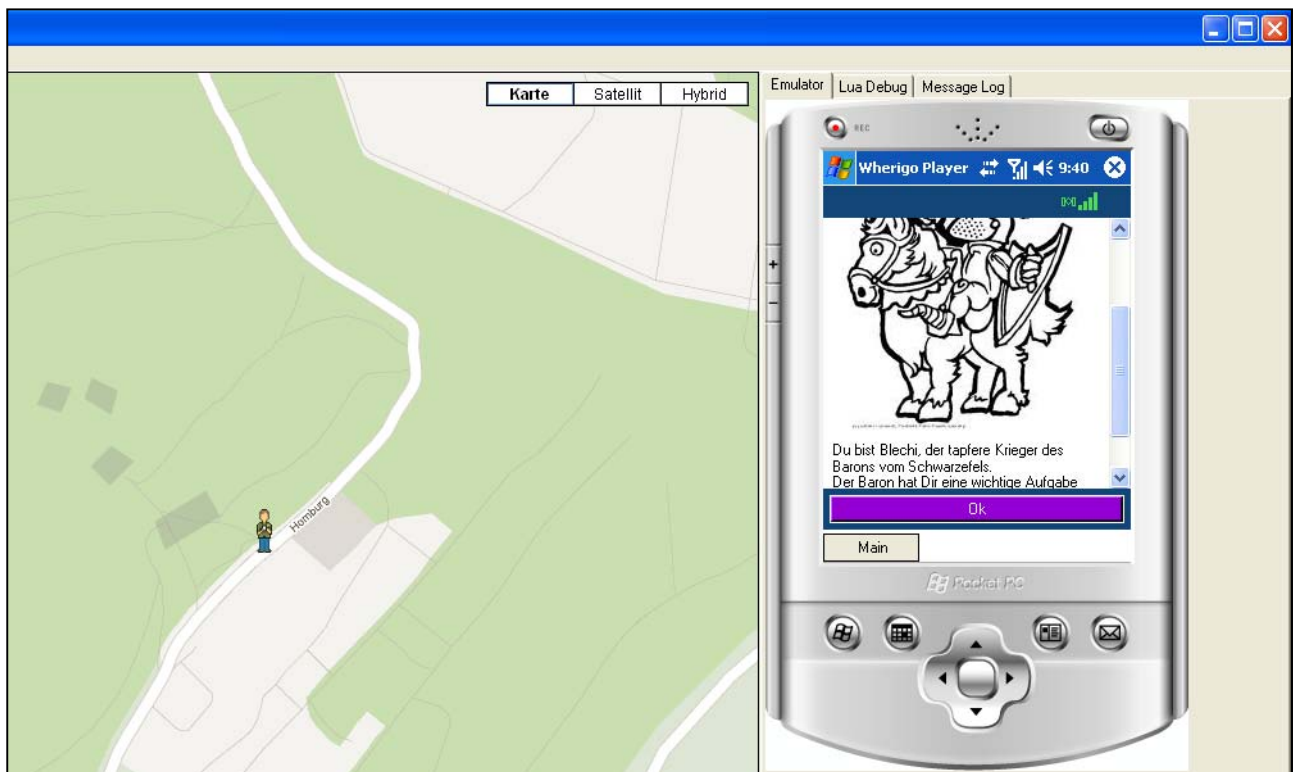 Karte Satellit Hybrid
Homburg
Emulator Lua Debug Message Log
REC
Wherigo Player 9:40
Du bist Blechi, der tapfere Krieger des
Barons vom Schwarzefels.
Der Baron hat Dir eine wichtige Aufgabe
Ok
Main
Pocket PC
+
-